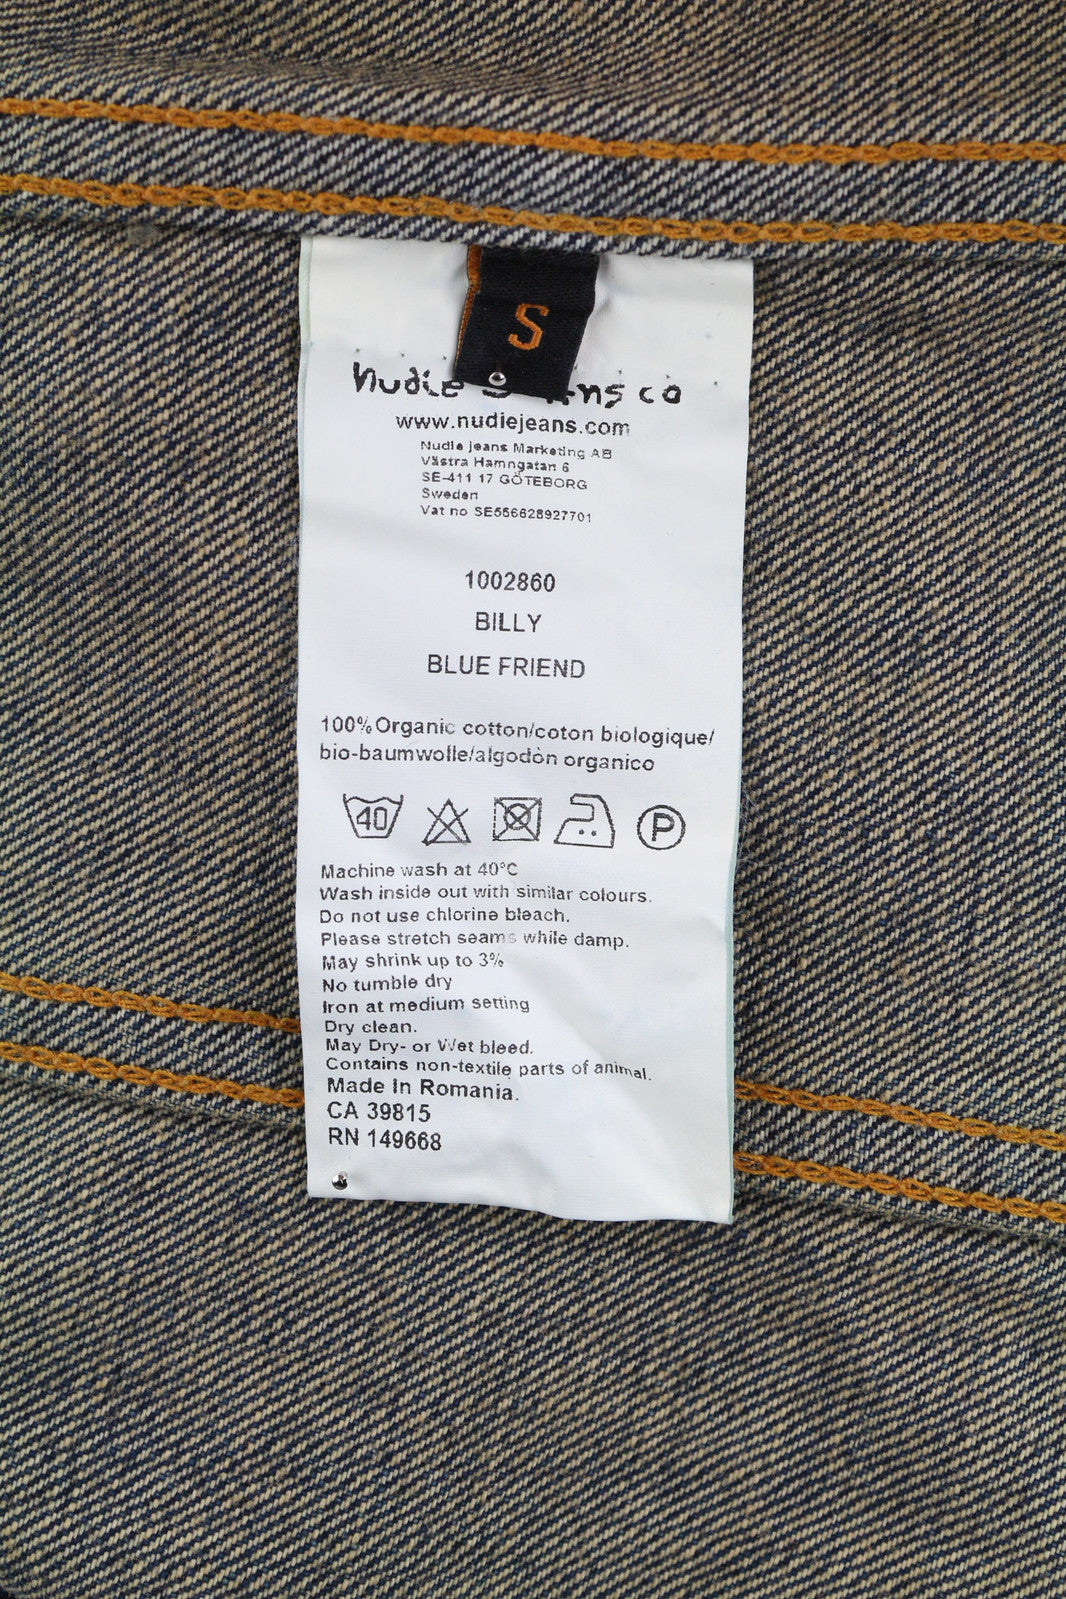 S
nudie co
www.nudiejeans.com
Nudie jeans Marketing AB
Västra Hamngatan 6
SE-411 17 GÖTEBORG
Sweden
Vat no SE556628927701
1002860
BILLY
BLUE FRIEND
100%Organic cotton/coton biologique/
bio-baumwolle/algodòn organico
40 P
Machine wash at 40°C
Wash inside out with similar colours.
Do not use chlorine bleach.
Please stretch seams while damp.
May shrink up to 3%
No tumble dry
Iron at medium setting
Dry clean.
May Dry- or Wet bleed.
Contains non-textile parts of animal.
Made In Romania.
CA 39815
RN 149668